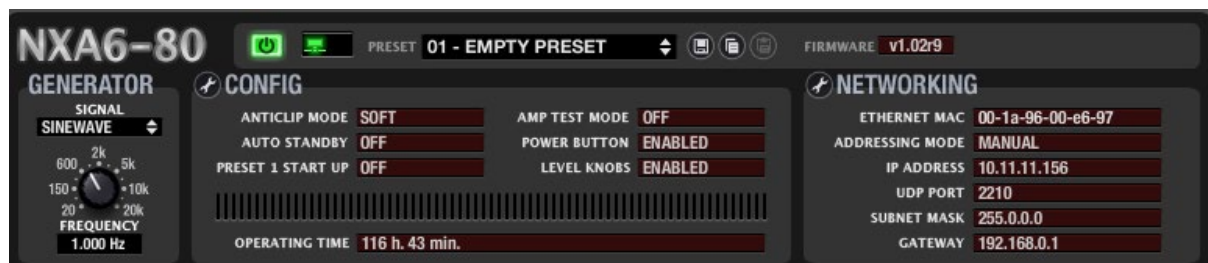 NXA6-80
PRESET 01 - EMPTY PRESET
FIRMWARE v1.02r9
GENERATOR
SIGNAL
SINEWAVE
2k
600 5k
150 10k
20 20k
FREQUENCY
1.000 Hz
CONFIG
ANTICLIP MODE SOFT
AMP TEST MODE OFF
AUTO STANDBY OFF
POWER BUTTON ENABLED
PRESET 1 START UP OFF
LEVEL KNOBS ENABLED
OPERATING TIME 116 h. 43 min.
NETWORKING
ETHERNET MAC 00-1a-96-00-e6-97
ADDRESSING MODE MANUAL
IP ADDRESS 10.11.11.156
UDP PORT 2210
SUBNET MASK 255.0.0.0
GATEWAY 192.168.0.1